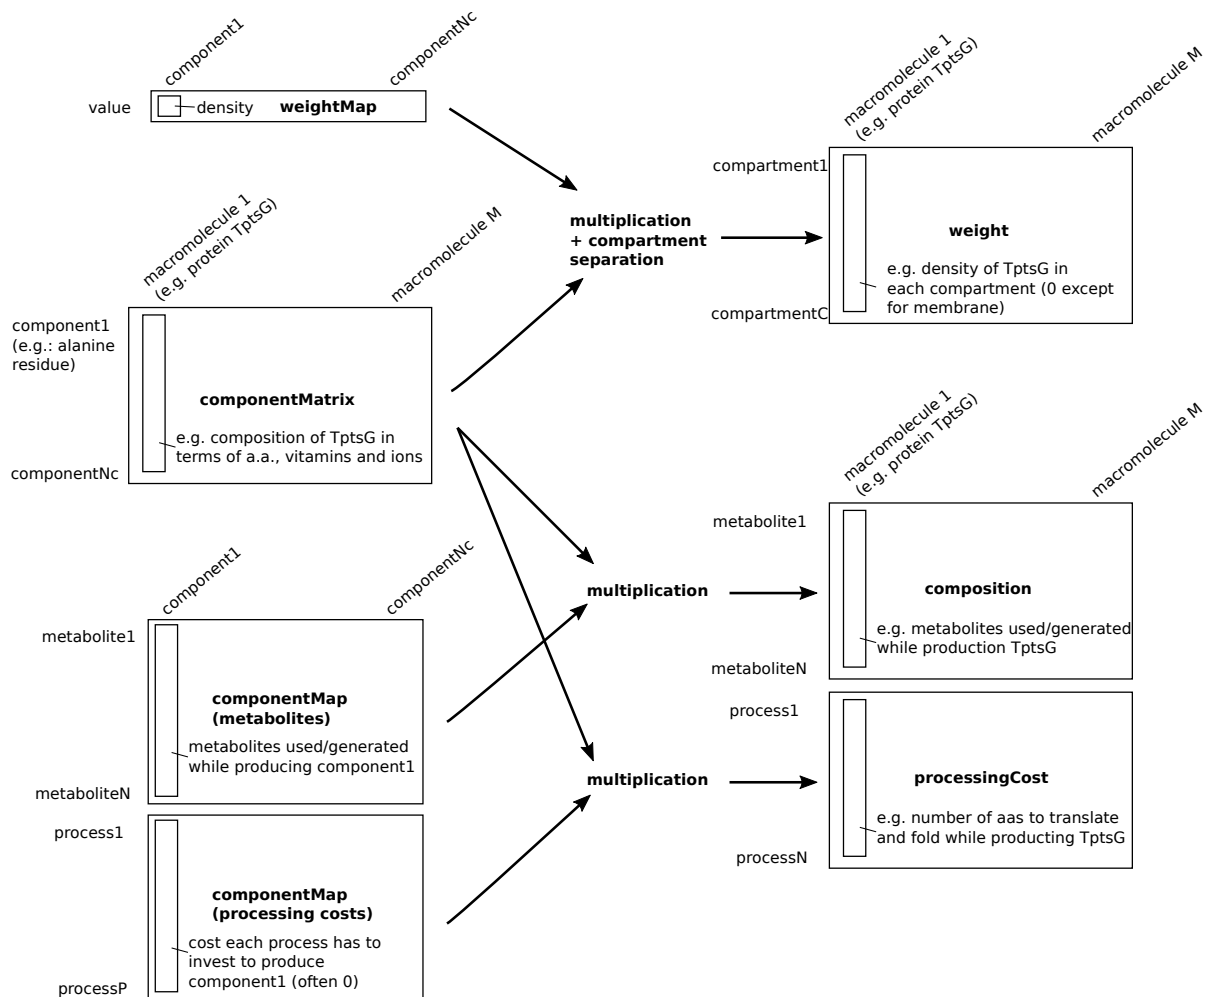 component1
componentNc
value
density
weightMap
macromolecule 1
(e.g. protein TptsG)
macromolecule M
component1
(e.g.: alanine
residue)
componentNc
componentMatrix
e.g. composition of TptsG in
terms of a.a., vitamins and ions
component1
componentNc
metabolite1
metaboliteN
componentMap
(metabolites)
metabolites used/generated
while producing component1
process1
processP
componentMap
(processing costs)
cost each process has to
invest to produce
component1 (often 0)
multiplication
+ compartment
separation
multiplication
multiplication
macromolecule 1
(e.g. protein TptsG)
macromolecule M
compartment1
compartmentC
weight
e.g. density of TptsG in
each compartment (0 except
for membrane)
macromolecule 1
(e.g. protein TptsG)
macromolecule M
metabolite1
metaboliteN
composition
e.g. metabolites used/generated
while production TptsG
process1
processN
processingCost
e.g. number of aas to translate
and fold while producting TptsG